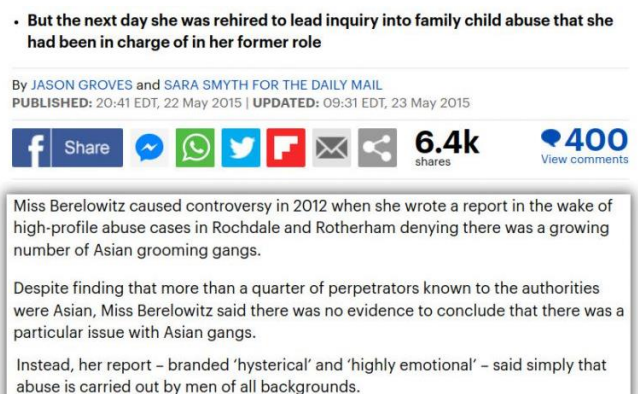 • But the next day she was rehired to lead inquiry into family child abuse that she
had been in charge of in her former role
By JASON GROVES and SARA SMYTH FOR THE DAILY MAIL
PUBLISHED: 20:41 EDT, 22 May 2015 | UPDATED: 09:31 EDT, 23 May 2015
f Share 6.4k 400
shares View comments
Miss Berelowitz caused controversy in 2012 when she wrote a report in the wake of
high-profile abuse cases in Rochdale and Rotherham denying there was a growing
number of Asian grooming gangs.
Despite finding that more than a quarter of perpetrators known to the authorities
were Asian, Miss Berelowitz said there was no evidence to conclude that there was a
particular issue with Asian gangs.
Instead, her report – branded ‘hysterical’ and ‘highly emotional’ – said simply that
abuse is carried out by men of all backgrounds.